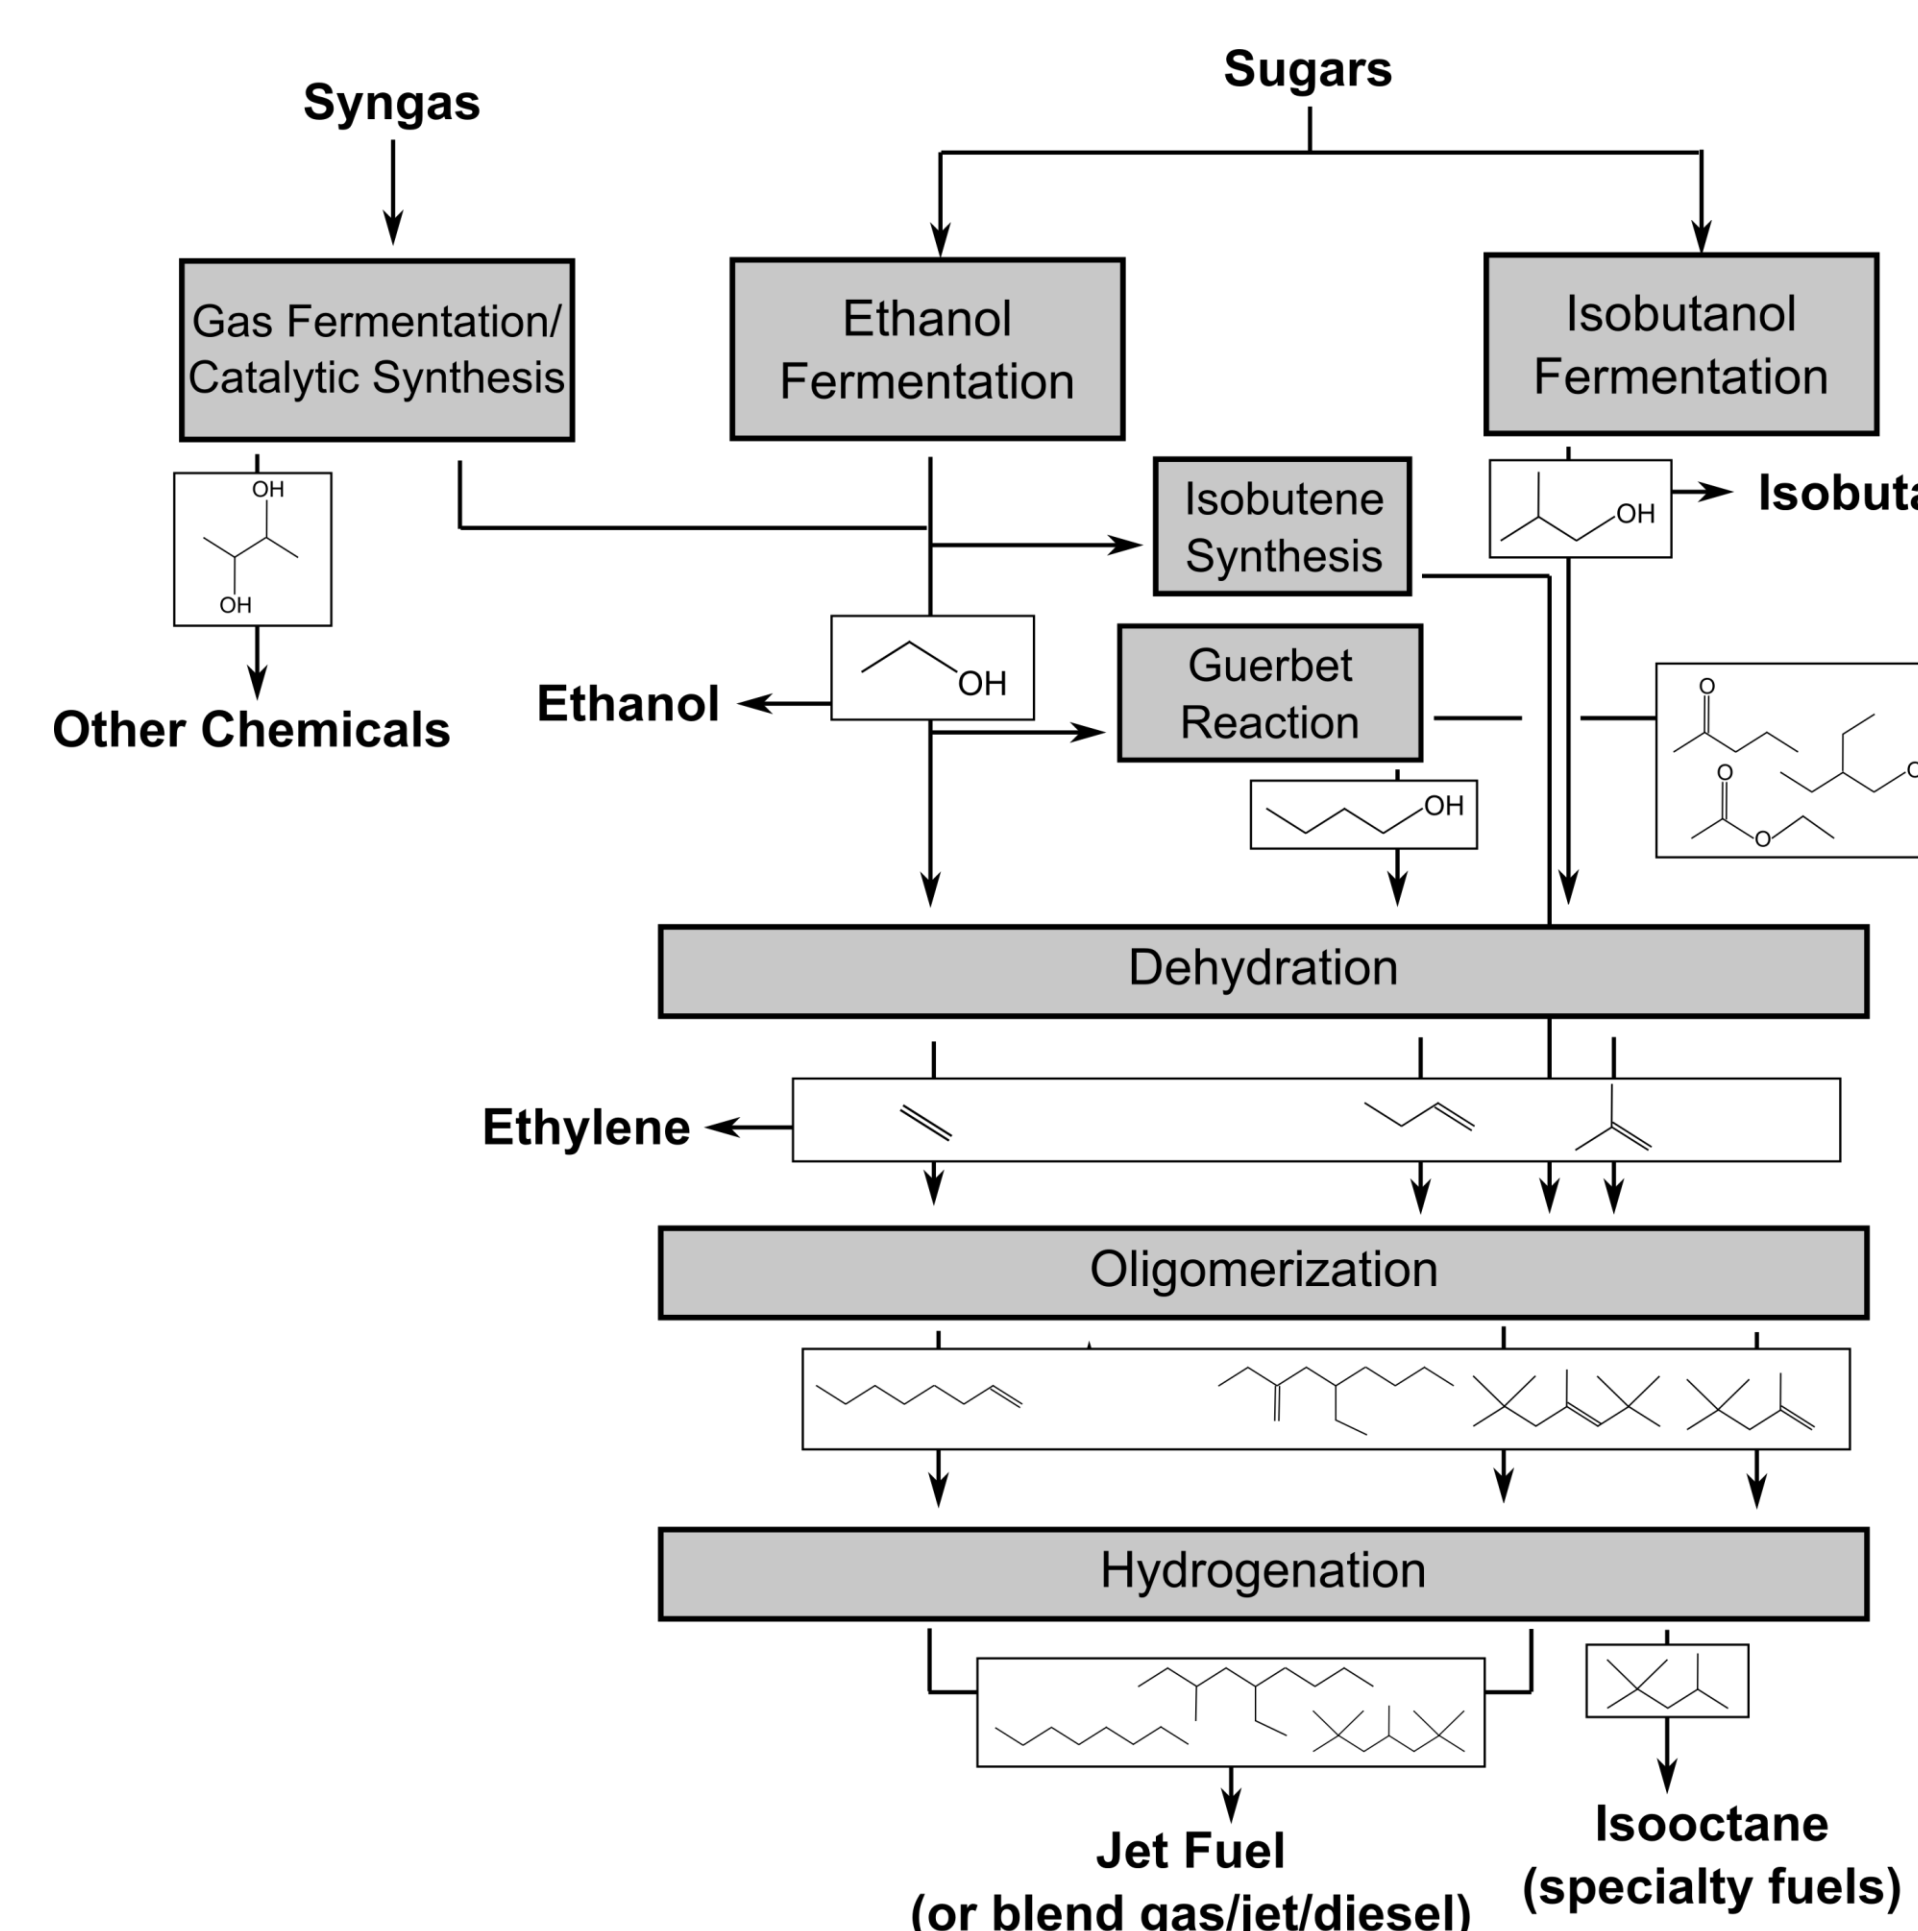 Sugars
Syngas
Gas Fermentation/
Catalytic Synthesis
Ethanol
Fermentation
Isobutanol
Fermentation
OH
OH
Other Chemicals
Isobutene
Synthesis
OH
Ethanol
OH
Guerbet
Reaction
OH
O
O
O
Dehydration
Ethylene
Oligomerization
Hydrogenation
Jet Fuel
(or blend gas/jet/diesel)
Isooctane
(specialty fuels)